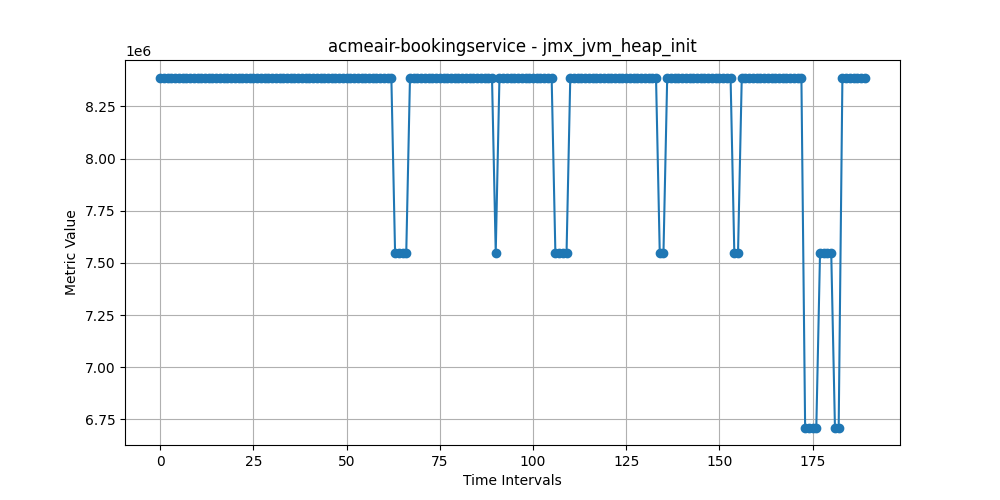 acmeair-bookingservice - jmx_jvm_heap_init
1e6
8.25
8.00
7.75
7.50
7.25
7.00
6.75
Metric Value
0 25 50 75 100 125 150 175
Time Intervals